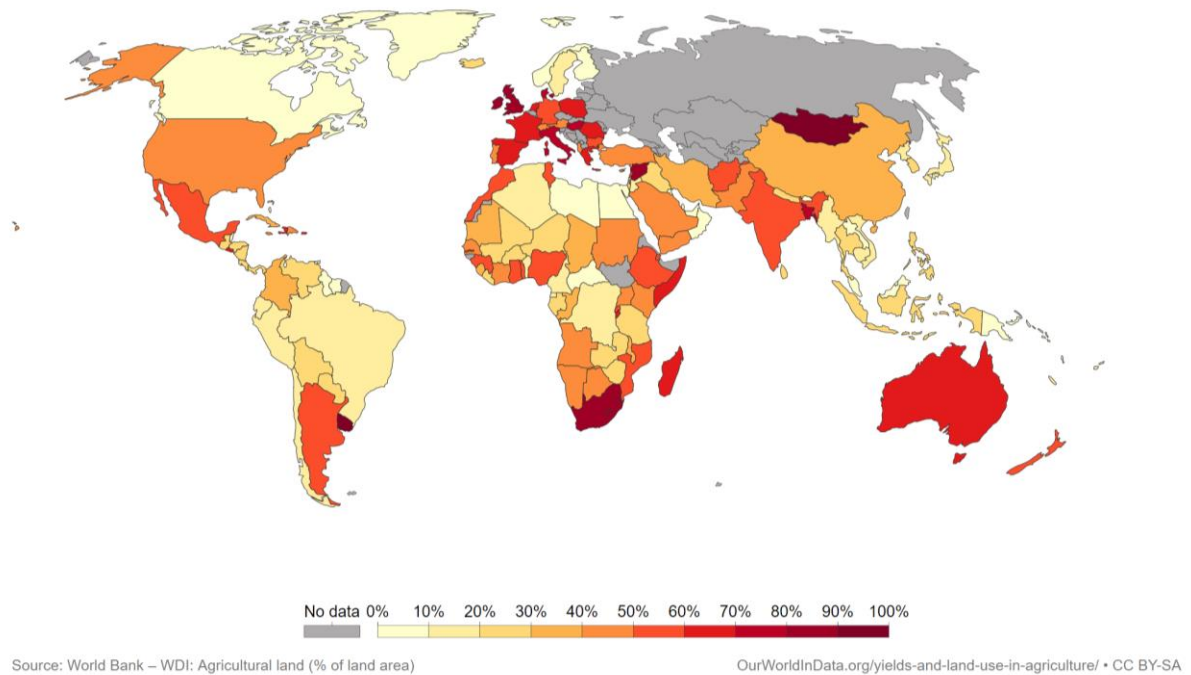 No data 0% 10% 20% 30% 40% 50% 60% 70% 80% 90% 100%
Source: World Bank – WDI: Agricultural land (% of land area) OurWorldInData.org/yields-and-land-use-in-agriculture/ • CC BY-SA